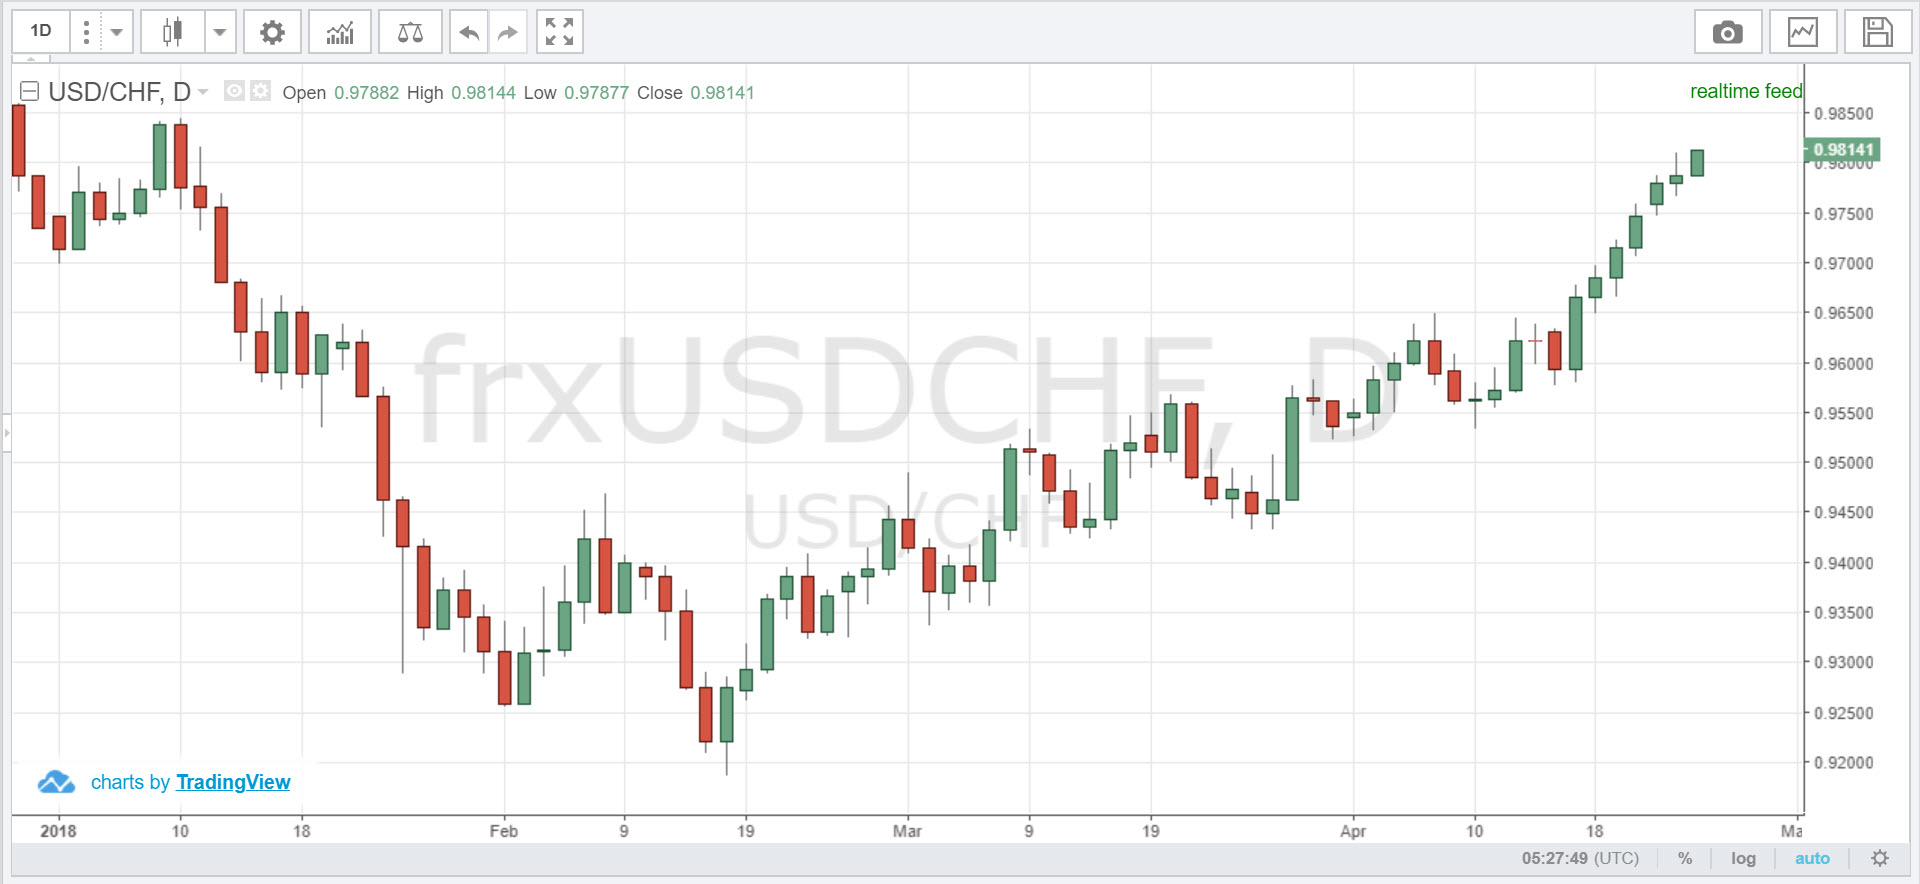 1D
USD/CHF, D Open 0.97882 High 0.98144 Low 0.97877 Close 0.98141
realtime feed
0.98500
0.98141
0.98000
0.97500
0.97000
0.96500
0.96000
0.95500
0.95000
0.94500
0.94000
0.93500
0.93000
0.92500
0.92000
frxUSDCHF, D
USD/CHF
charts by TradingView
2018 10 18 Feb 9 19 Mar 9 19 Apr 10 18 Ma
05:27:49 (UTC) % log auto